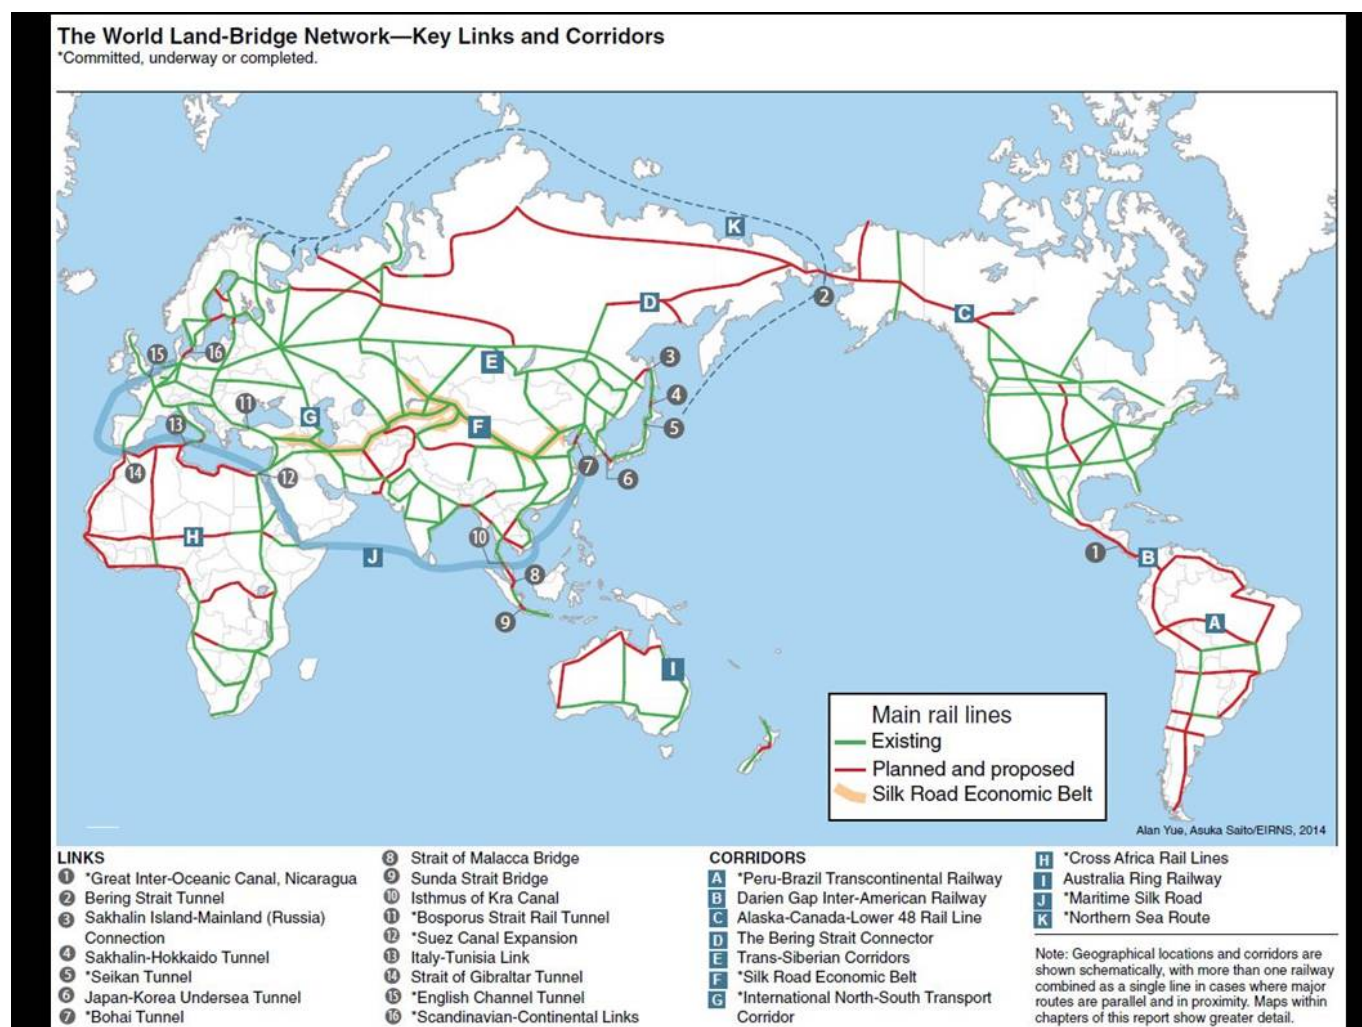 The World Land-Bridge Network—Key Links and Corridors
*Committed, underway or completed.
K
2
D
C
3
15
16
E
4
11
G
5
13
F
7
14
12
6
H
10
J
1
B
8
9
A
I
Main rail lines
Existing
Planned and proposed
Silk Road Economic Belt
Alan Yue, Asuka Saito/EIRNS, 2014
LINKS
1 *Great Inter-Oceanic Canal, Nicaragua
2 Bering Strait Tunnel
3 Sakhalin Island-Mainland (Russia)
Connection
4 Sakhalin-Hokkaido Tunnel
5 *Seikan Tunnel
6 Japan-Korea Undersea Tunnel
7 *Bohai Tunnel
8 Strait of Malacca Bridge
9 Sunda Strait Bridge
10 Isthmus of Kra Canal
11 *Bosporus Strait Rail Tunnel
12 *Suez Canal Expansion
13 Italy-Tunisia Link
14 Strait of Gibraltar Tunnel
15 *English Channel Tunnel
16 *Scandinavian-Continental Links
CORRIDORS
A *Peru-Brazil Transcontinental Railway
B Darien Gap Inter-American Railway
C Alaska-Canada-Lower 48 Rail Line
D The Bering Strait Connector
E Trans-Siberian Corridors
F *Silk Road Economic Belt
G *International North-South Transport
Corridor
H *Cross Africa Rail Lines
I Australia Ring Railway
J *Maritime Silk Road
K *Northern Sea Route
Note: Geographical locations and corridors are
shown schematically, with more than one railway
combined as a single line in cases where major
routes are parallel and in proximity. Maps within
chapters of this report show greater detail.